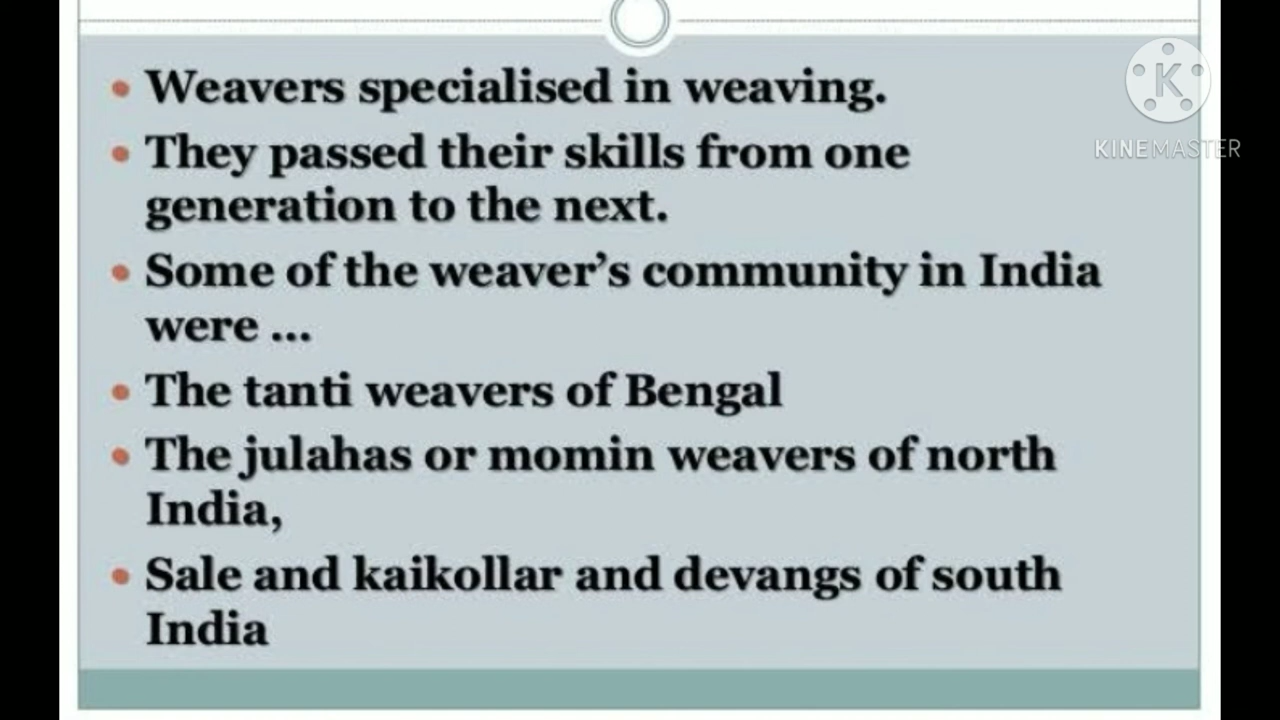 K
KINEMASTER
• Weavers specialised in weaving.
• They passed their skills from one
generation to the next.
• Some of the weaver’s community in India
were ...
• The tanti weavers of Bengal
• The julahas or momin weavers of north
India,
• Sale and kaikollar and devangs of south
India